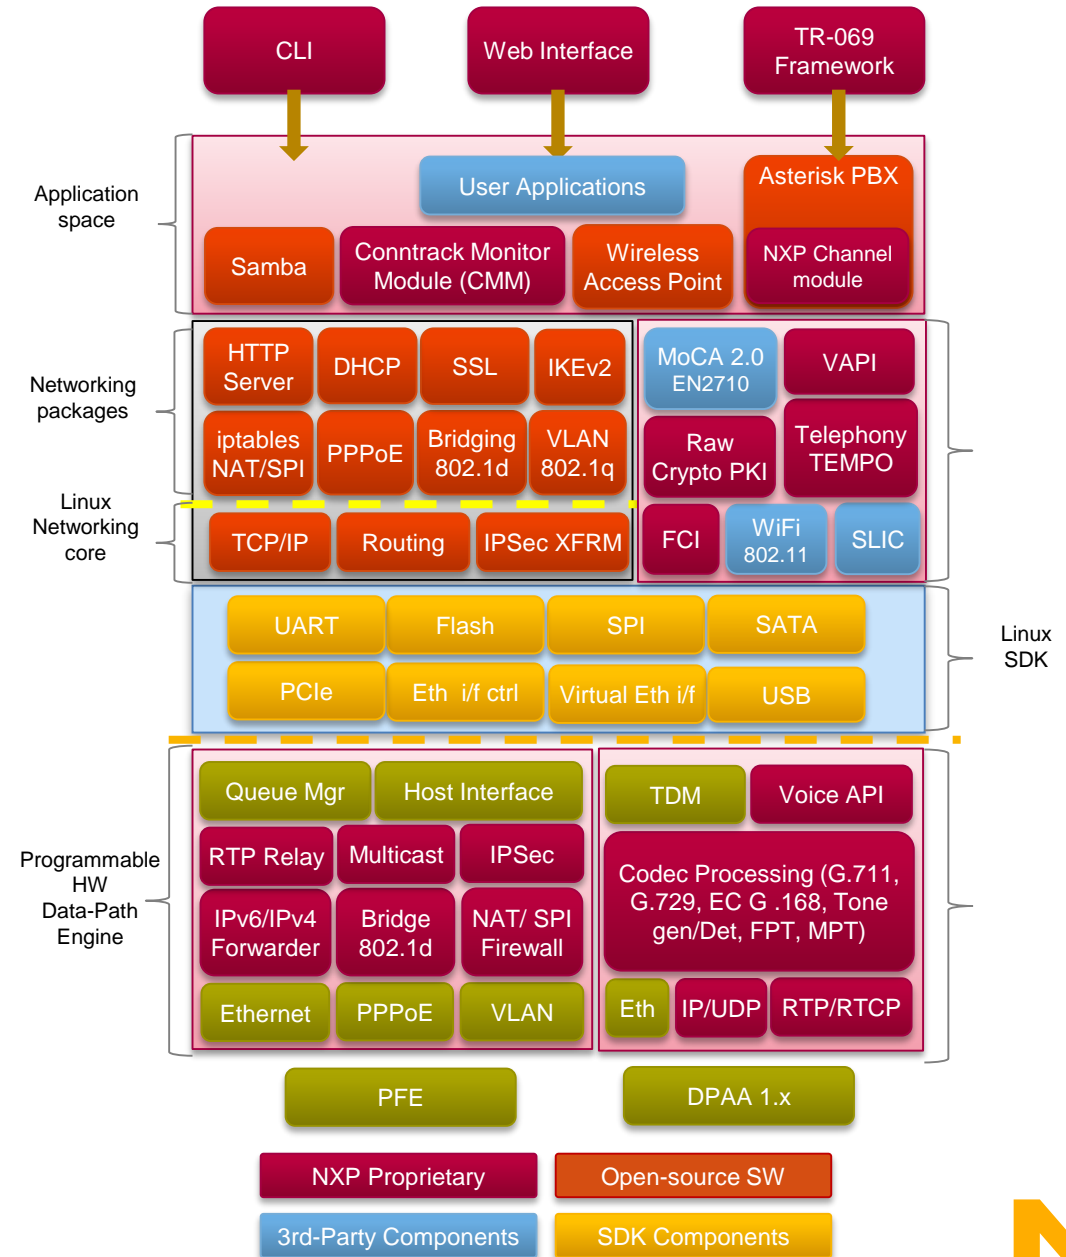 CLI
Web Interface
TR-069
Framework
Application
space
User Applications
Asterisk PBX
Samba
Conntrack Monitor
Module (CMM)
Wireless
Access Point
NXP Channel
module
Networking
packages
HTTP
Server
DHCP
SSL
IKEv2
iptables
NAT/SPI
PPPoE
Bridging
802.1d
VLAN
802.1q
MoCA 2.0
EN2710
VAPI
Raw
Crypto PKI
Telephony
TEMPO
Linux
Networking
core
TCP/IP
Routing
IPSec XFRM
FCI
WiFi
802.11
SLIC
UART
Flash
SPI
SATA
PCIe
Eth i/f ctrl
Virtual Eth i/f
USB
Linux
SDK
Programmable
HW
Data-Path
Engine
Queue Mgr
Host Interface
RTP Relay
Multicast
IPSec
IPv6/IPv4
Forwarder
Bridge
802.1d
NAT/ SPI
Firewall
Ethernet
PPPoE
VLAN
TDM
Voice API
Codec Processing (G.711,
G.729, EC G .168, Tone
gen/Det, FPT, MPT)
Eth
IP/UDP
RTP/RTCP
PFE
DPAA 1.x
NXP Proprietary
Open-source SW
3rd-Party Components
SDK Components